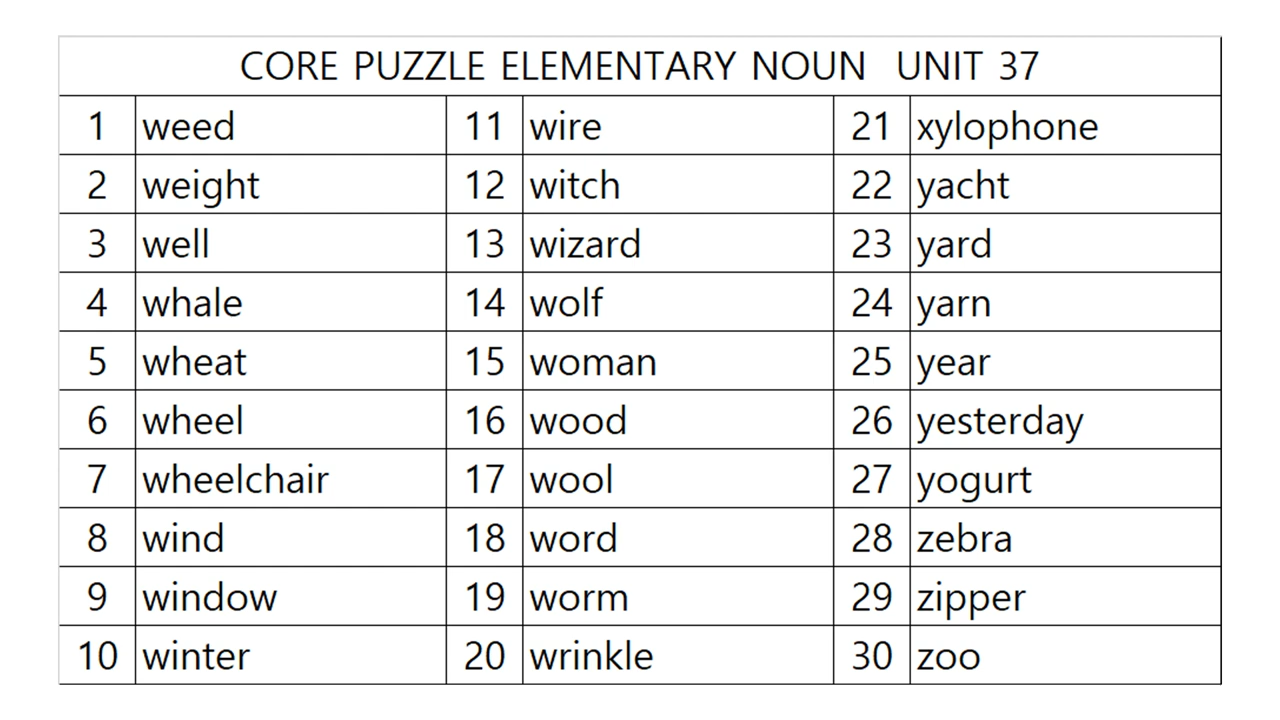 CORE PUZZLE ELEMENTARY NOUN UNIT 37
1 weed 11 wire 21 xylophone
2 weight 12 witch 22 yacht
3 well 13 wizard 23 yard
4 whale 14 wolf 24 yarn
5 wheat 15 woman 25 year
6 wheel 16 wood 26 yesterday
7 wheelchair 17 wool 27 yogurt
8 wind 18 word 28 zebra
9 window 19 worm 29 zipper
10 winter 20 wrinkle 30 zoo